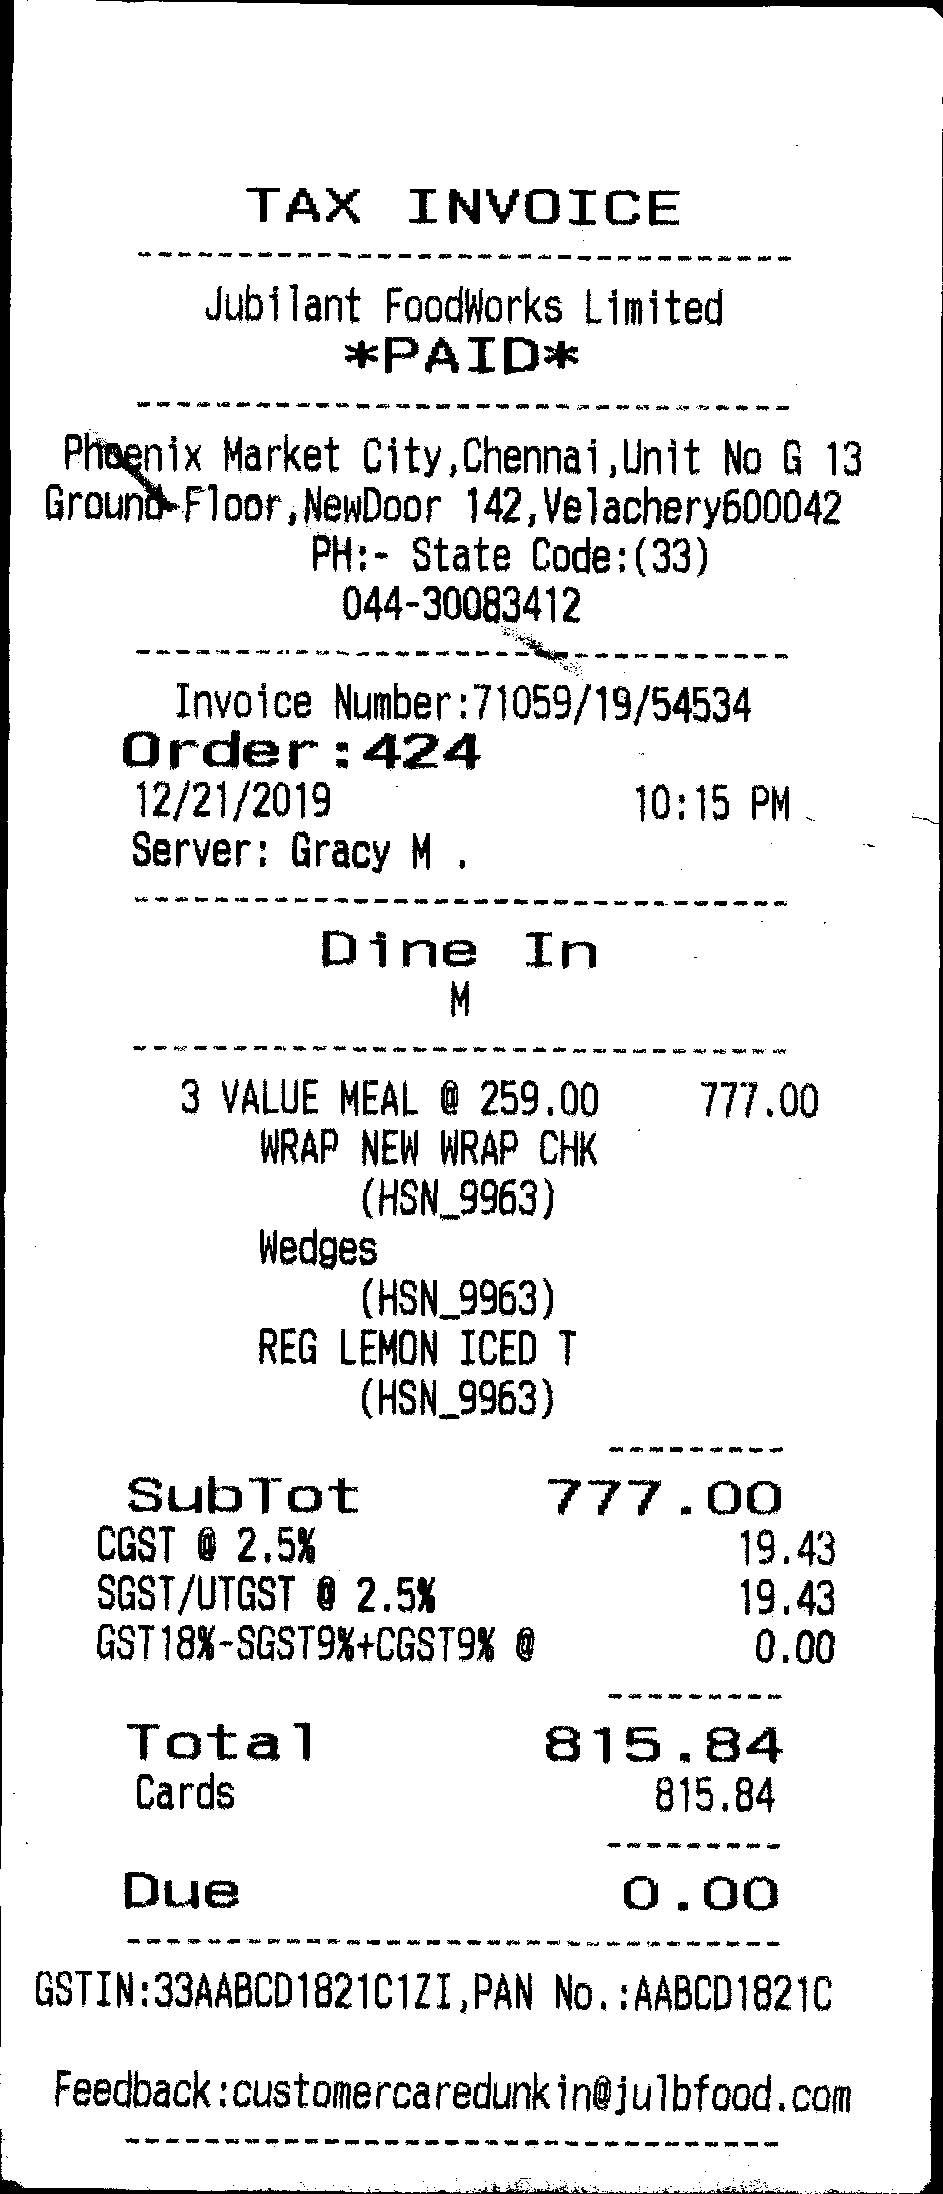 TAX INVOICE
Jubilant FoodWorks Limited
*PAID*
Phoenix Market City,Chennai,Unit No G 13
Ground Floor,NewDoor 142,Velachery600042
PH:- State Code:(33)
044-30083412
Invoice Number:71059/19/54534
Order:424
12/21/2019 10:15 PM
Server: Gracy M .
Dine In
M
3 VALUE MEAL @ 259.00 777.00
WRAP NEW WRAP CHK
(HSN_9963)
Wedges
(HSN_9963)
REG LEMON ICED T
(HSN_9963)
SubTot 777.00
CGST @ 2.5% 19.43
SGST/UTGST @ 2.5% 19.43
GST18%-SGST9%+CGST9% @ 0.00
Total 815.84
Cards 815.84
Due 0.00
GSTIN:33AABCD1821C1ZI,PAN No.:AABCD1821C
Feedback:customercaredunkin@julbfood.com